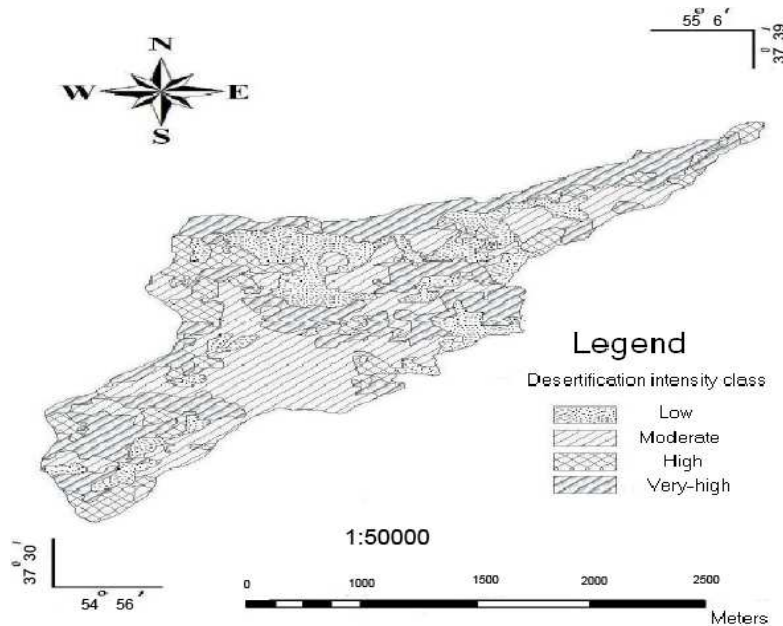 55° 6′
37° 39′
N
W E
S
Legend
Desertification intensity class
Low
Moderate
High
Very-high
1:50000
37° 30′
54° 56′
0 1000 1500 2000 2500
Meters